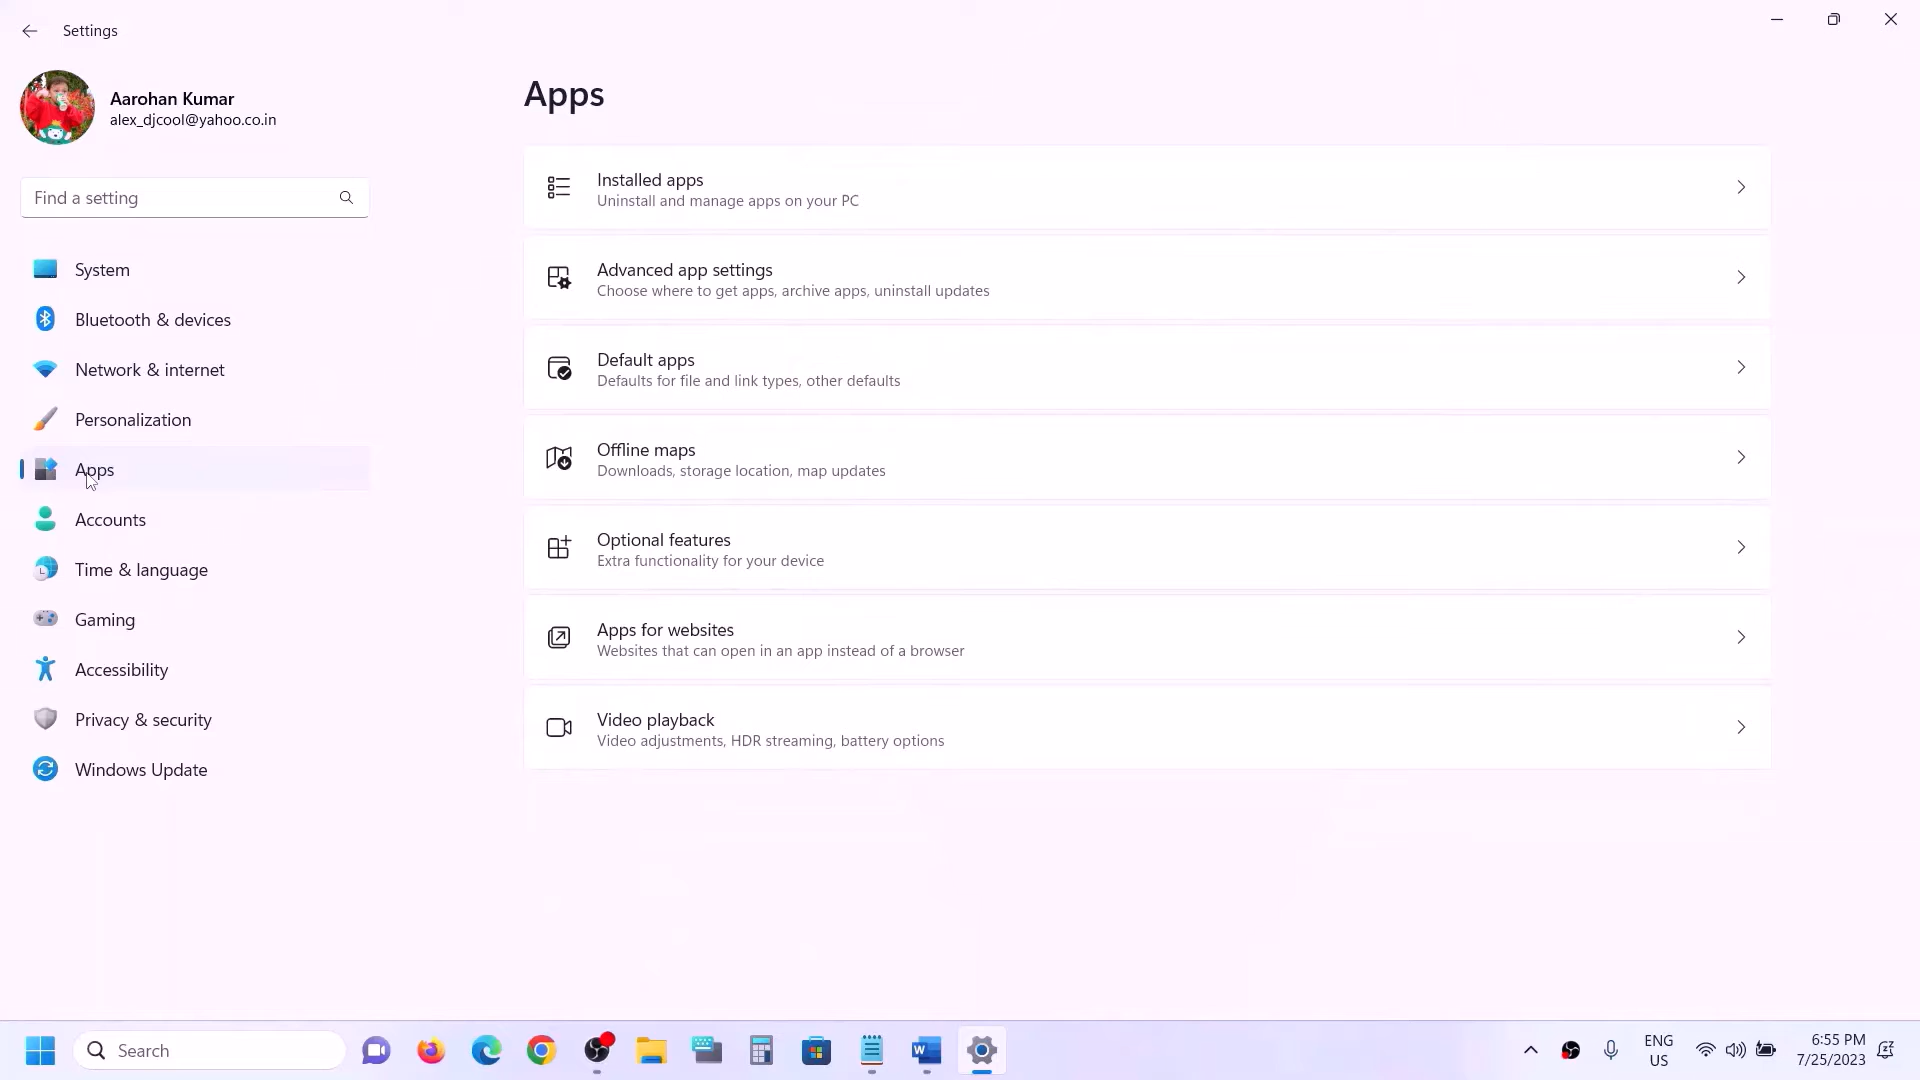 Settings
Aarohan Kumar
alex_djcool@yahoo.co.in
Find a setting
System
Bluetooth & devices
Network & internet
Personalization
Apps
Accounts
Time & language
Gaming
Accessibility
Privacy & security
Windows Update
Apps
Installed apps
Uninstall and manage apps on your PC
Advanced app settings
Choose where to get apps, archive apps, uninstall updates
Default apps
Defaults for file and link types, other defaults
Offline maps
Downloads, storage location, map updates
Optional features
Extra functionality for your device
Apps for websites
Websites that can open in an app instead of a browser
Video playback
Video adjustments, HDR streaming, battery options
Search
ENG
US
6:55 PM
7/25/2023